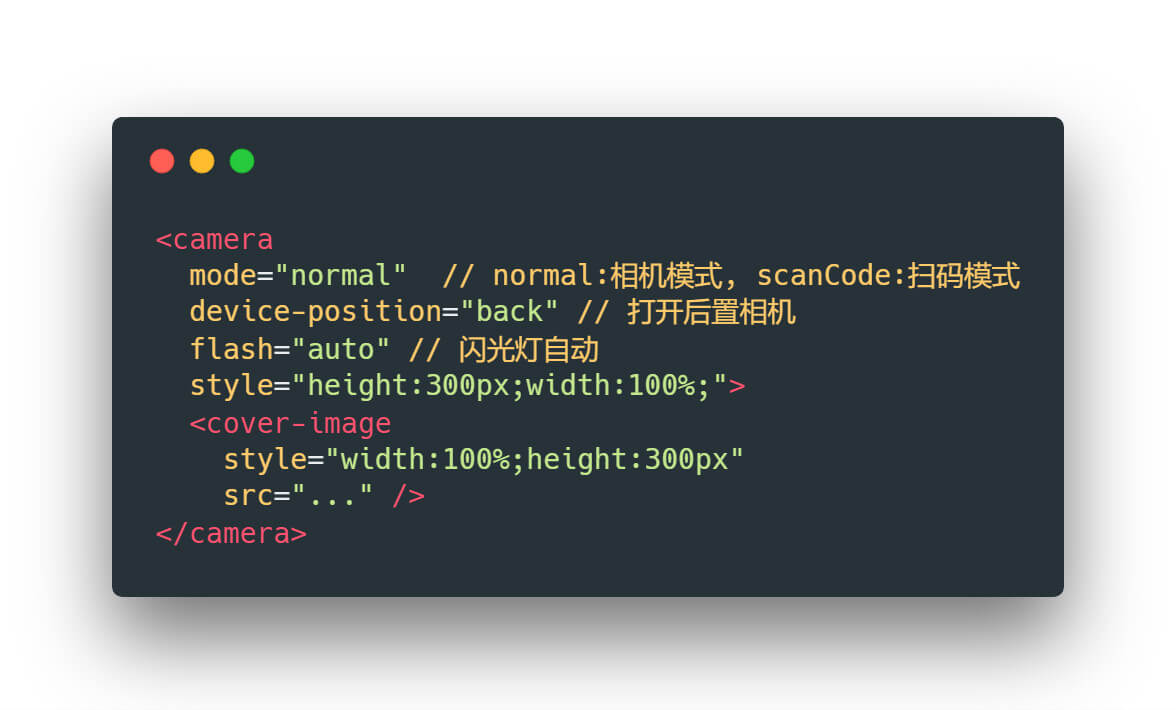 <camera
  mode="normal"  // normal:相机模式, scanCode:扫码模式
  device-position="back" // 打开后置相机
  flash="auto" // 闪光灯自动
  style="height:300px;width:100%;">
  <cover-image
    style="width:100%;height:300px"
    src="..." />
</camera>